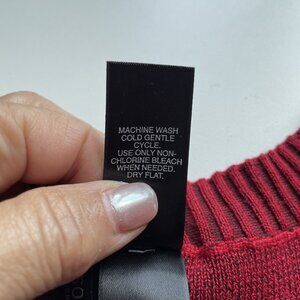 MACHINE WASH
COLD GENTLE
CYCLE.
USE ONLY NON-
CHLORINE BLEACH
WHEN NEEDED.
DRY FLAT.